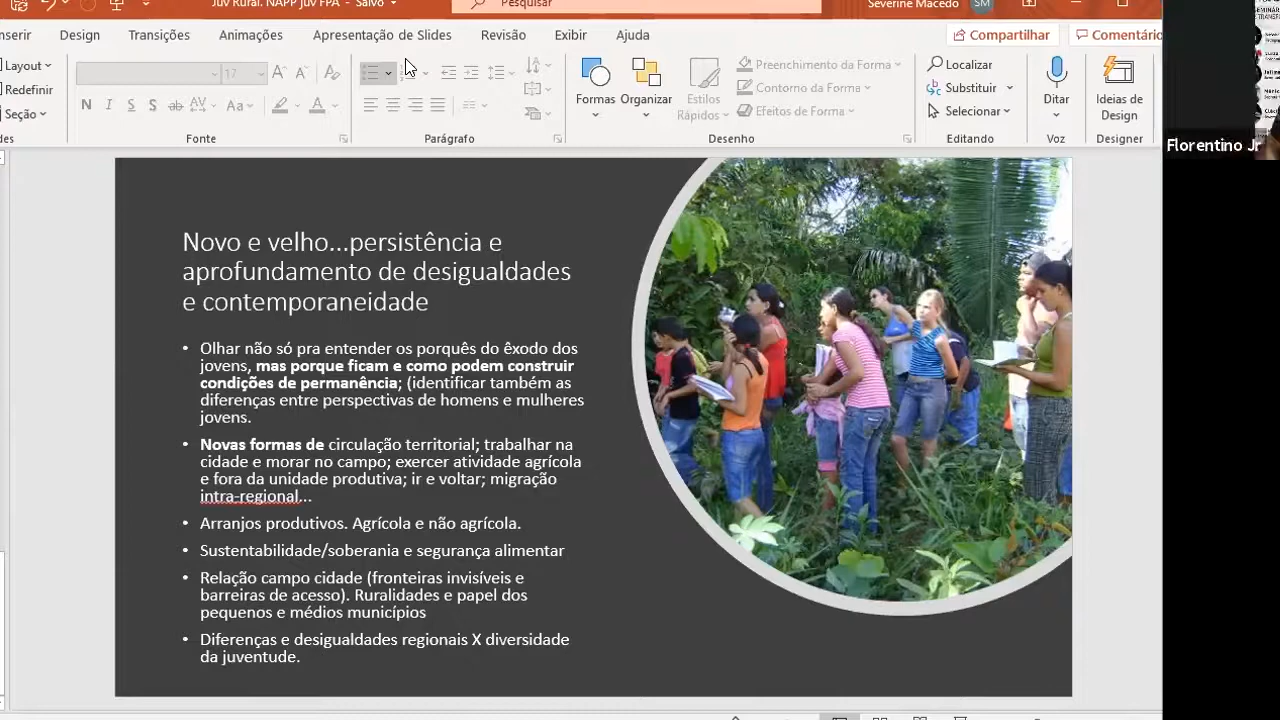 Juv Rural. NAPP Juv FPA - Salvo
Pesquisar
Severine Macedo
SM
nserir
Design
Transições
Animações
Apresentação de Slides
Revisão
Exibir
Ajuda
Compartilhar
Comentário
Layout
Redefinir
Seção
17
N I S S ab AV Aa A
Fonte
Parágrafo
Formas
Organizar
Estilos
Rápidos
Preenchimento da Forma
Contorno da Forma
Efeitos de Forma
Desenho
Localizar
Substituir
Selecionar
Editando
Ditar
Voz
Ideias de
Design
Designer
Florentino Jr
Novo e velho...persistência e
aprofundamento de desigualdades
e contemporaneidade
• Olhar não só pra entender os porquês do êxodo dos
jovens, mas porque ficam e como podem construir
condições de permanência; (identificar também as
diferenças entre perspectivas de homens e mulheres
jovens.
• Novas formas de circulação territorial; trabalhar na
cidade e morar no campo; exercer atividade agrícola
e fora da unidade produtiva; ir e voltar; migração
intra-regional...
• Arranjos produtivos. Agrícola e não agrícola.
• Sustentabilidade/soberania e segurança alimentar
• Relação campo cidade (fronteiras invisíveis e
barreiras de acesso). Ruralidades e papel dos
pequenos e médios municípios
• Diferenças e desigualdades regionais X diversidade
da juventude.